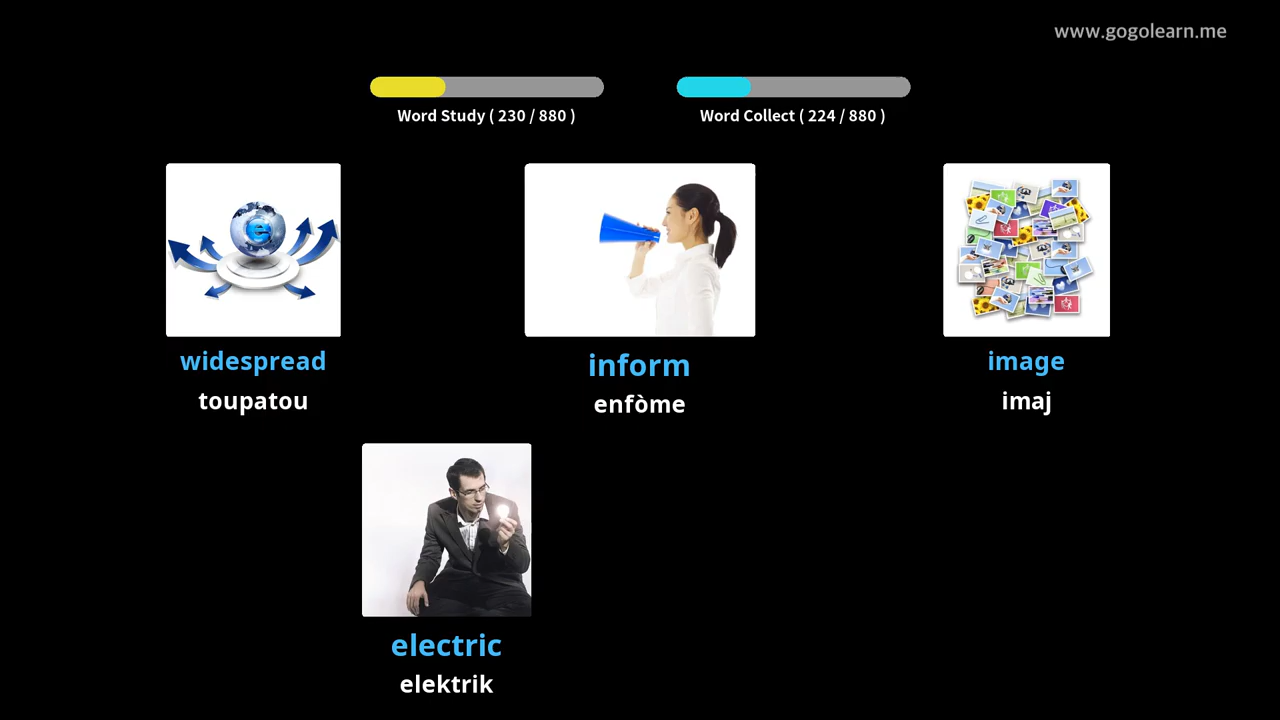 www.gogolearn.me
Word Study ( 230 / 880 )
Word Collect ( 224 / 880 )
widespread
toupatou
inform
enfòme
image
imaj
electric
elektrik